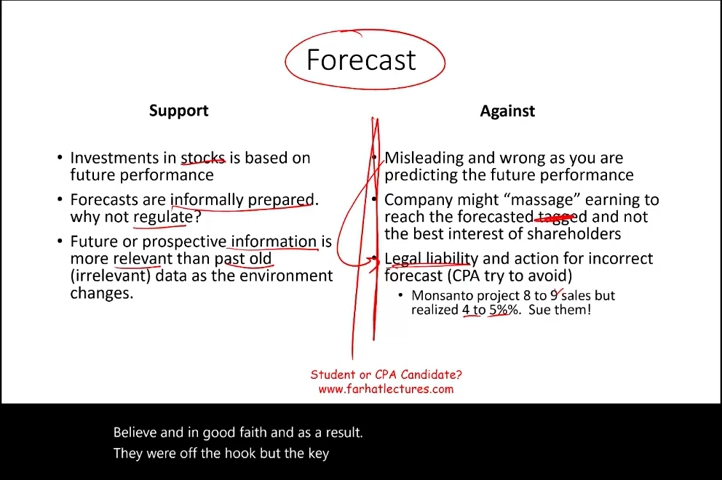 Forecast
Support
• Investments in stocks is based on
future performance
• Forecasts are informally prepared.
why not regulate?
• Future or prospective information is
more relevant than past old
(irrelevant) data as the environment
changes.
Against
• Misleading and wrong as you are
predicting the future performance
• Company might “massage” earning to
reach the forecasted tagged and not
the best interest of shareholders
• Legal liability and action for incorrect
forecast (CPA try to avoid)
• Monsanto project 8 to 9 sales but
realized 4 to 5%%. Sue them!
Student or CPA Candidate?
www.farhatlectures.com
Believe and in good faith and as a result.
They were off the hook but the key